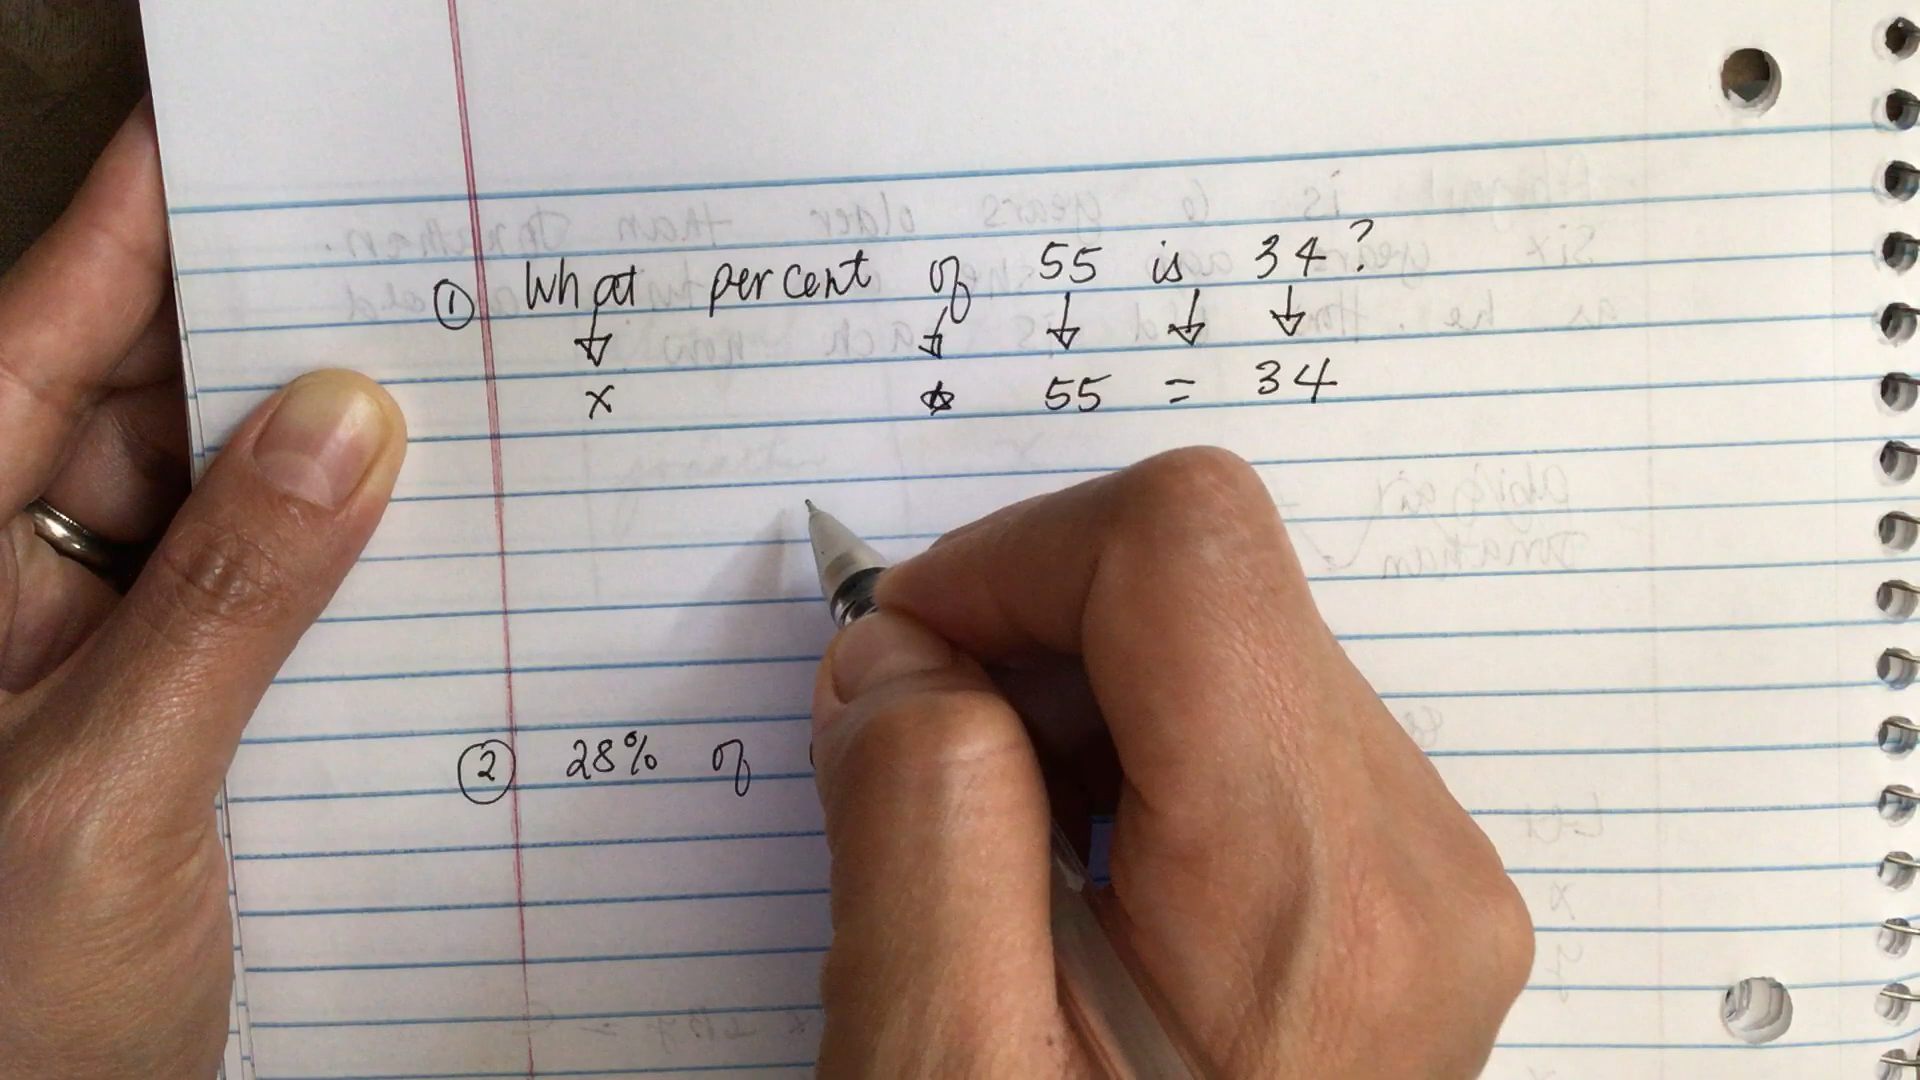 ① What percent of 55 is 34?
↓ ↓ ↓ ↓ ↓
x * 55 = 34
② 28% of